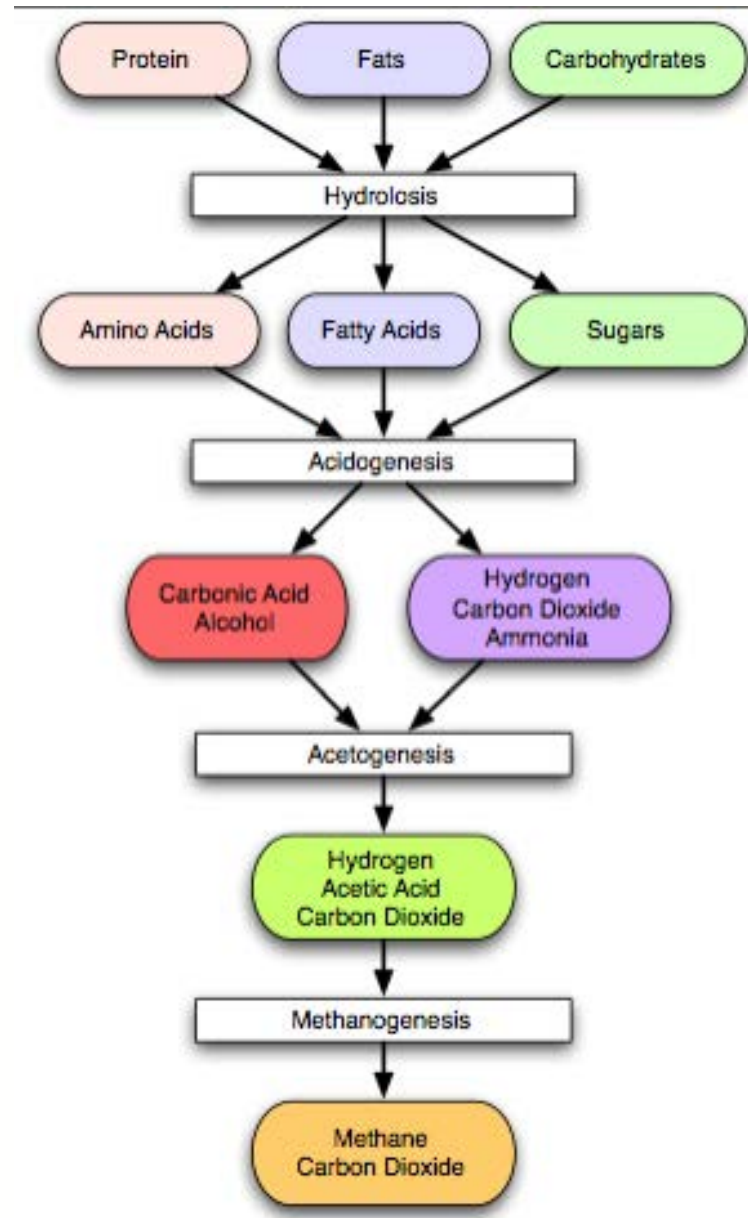 Protein
Fats
Carbohydrates
Hydrolosis
Amino Acids
Fatty Acids
Sugars
Acidogenesis
Carbonic Acid
Alcohol
Hydrogen
Carbon Dioxide
Ammonia
Acetogenesis
Hydrogen
Acetic Acid
Carbon Dioxide
Methanogenesis
Methane
Carbon Dioxide